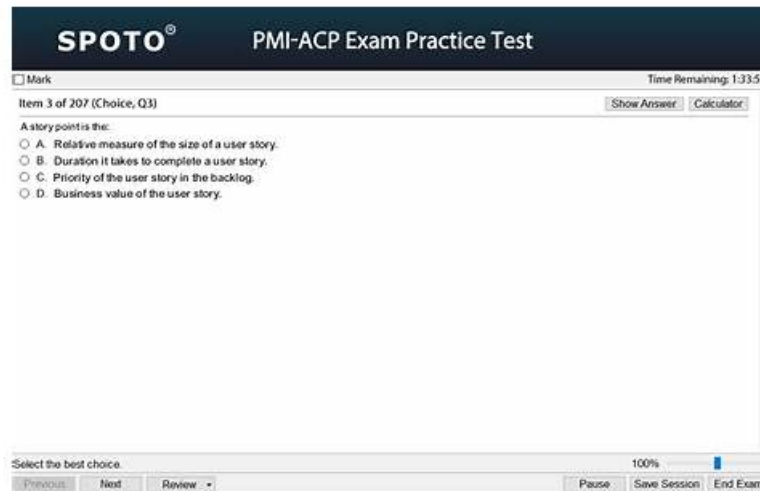 SPOTO® PMI-ACP Exam Practice Test
Mark Time Remaining: 1:33:5
Item 3 of 207 (Choice, Q3) Show Answer Calculator
A story point is the:
A. Relative measure of the size of a user story.
B. Duration it takes to complete a user story.
C. Priority of the user story in the backlog.
D. Business value of the user story.
Select the best choice. 100%
Previous Next Review Pause Save Session End Exam